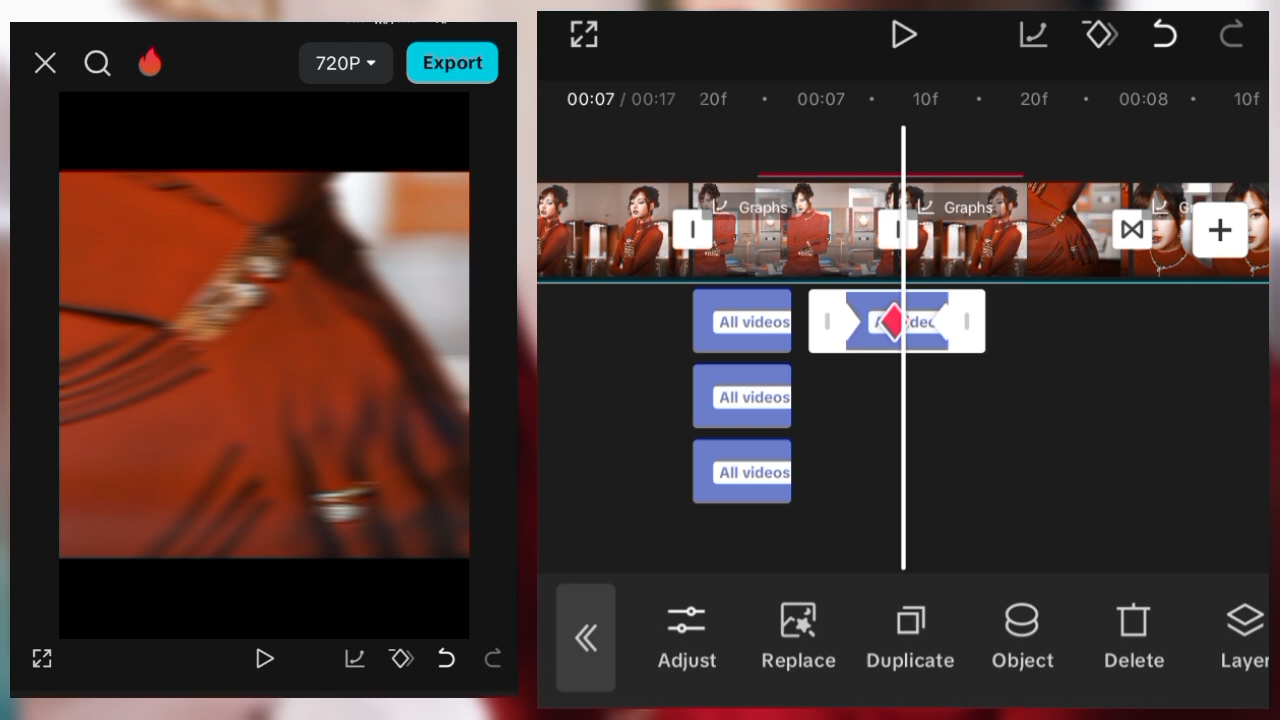 720P
Export
00:07 / 00:17 20f 00:07 10f 20f 00:08 10f
Graphs
Graphs
All videos
All videos
All videos
Adjust
Replace
Duplicate
Object
Delete
Layer